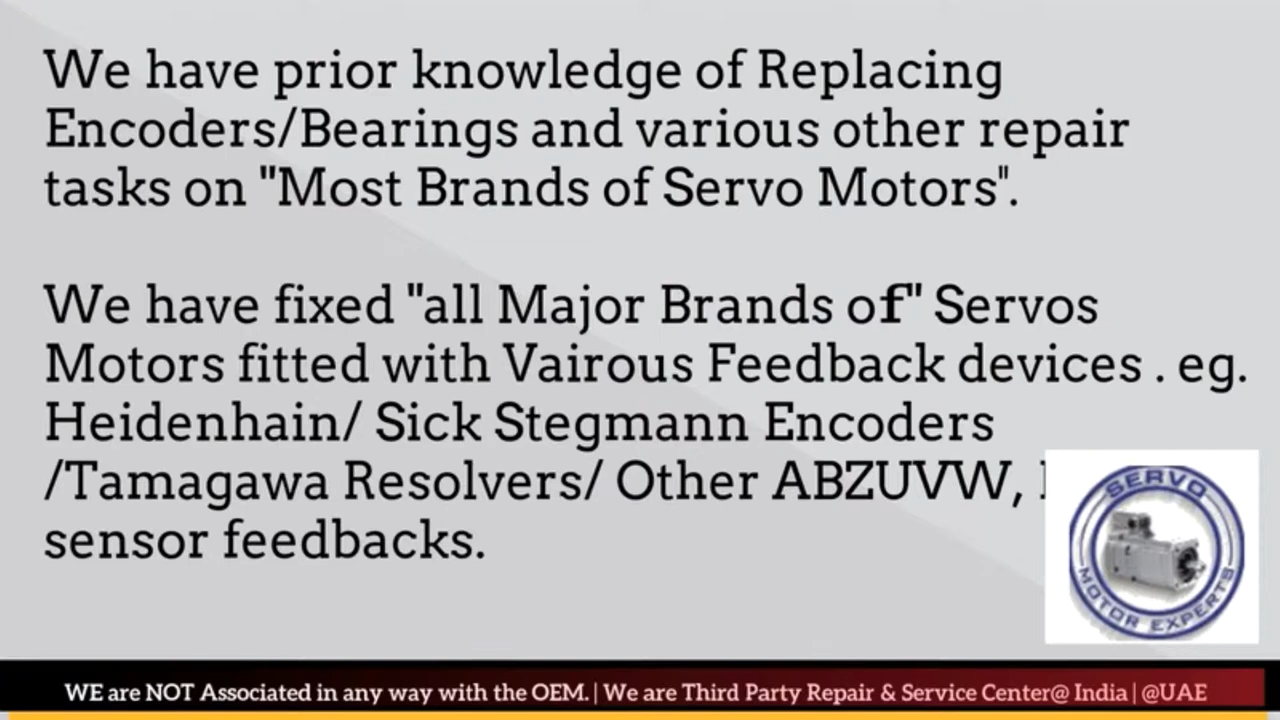 We have prior knowledge of Replacing
Encoders/Bearings and various other repair
tasks on "Most Brands of Servo Motors".
We have fixed "all Major Brands of" Servos
Motors fitted with Vairous Feedback devices . eg.
Heidenhain/ Sick Stegmann Encoders
/Tamagawa Resolvers/ Other ABZUVW,
sensor feedbacks.
SERVO
MOTOR EXPERTS
WE are NOT Associated in any way with the OEM. | We are Third Party Repair & Service Center@ India | @UAE